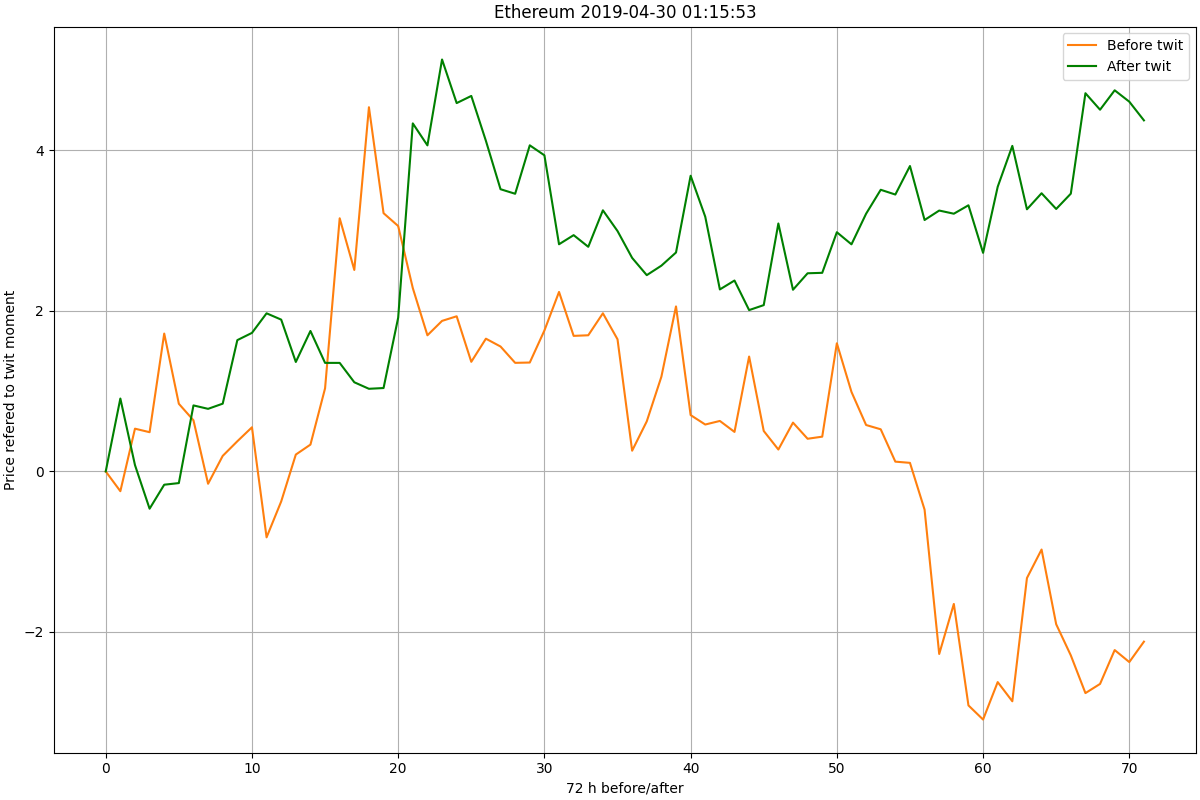 Ethereum 2019-04-30 01:15:53
Before twit
After twit
Price refered to twit moment
4
2
0
−2
0 10 20 30 40 50 60 70
72 h before/after